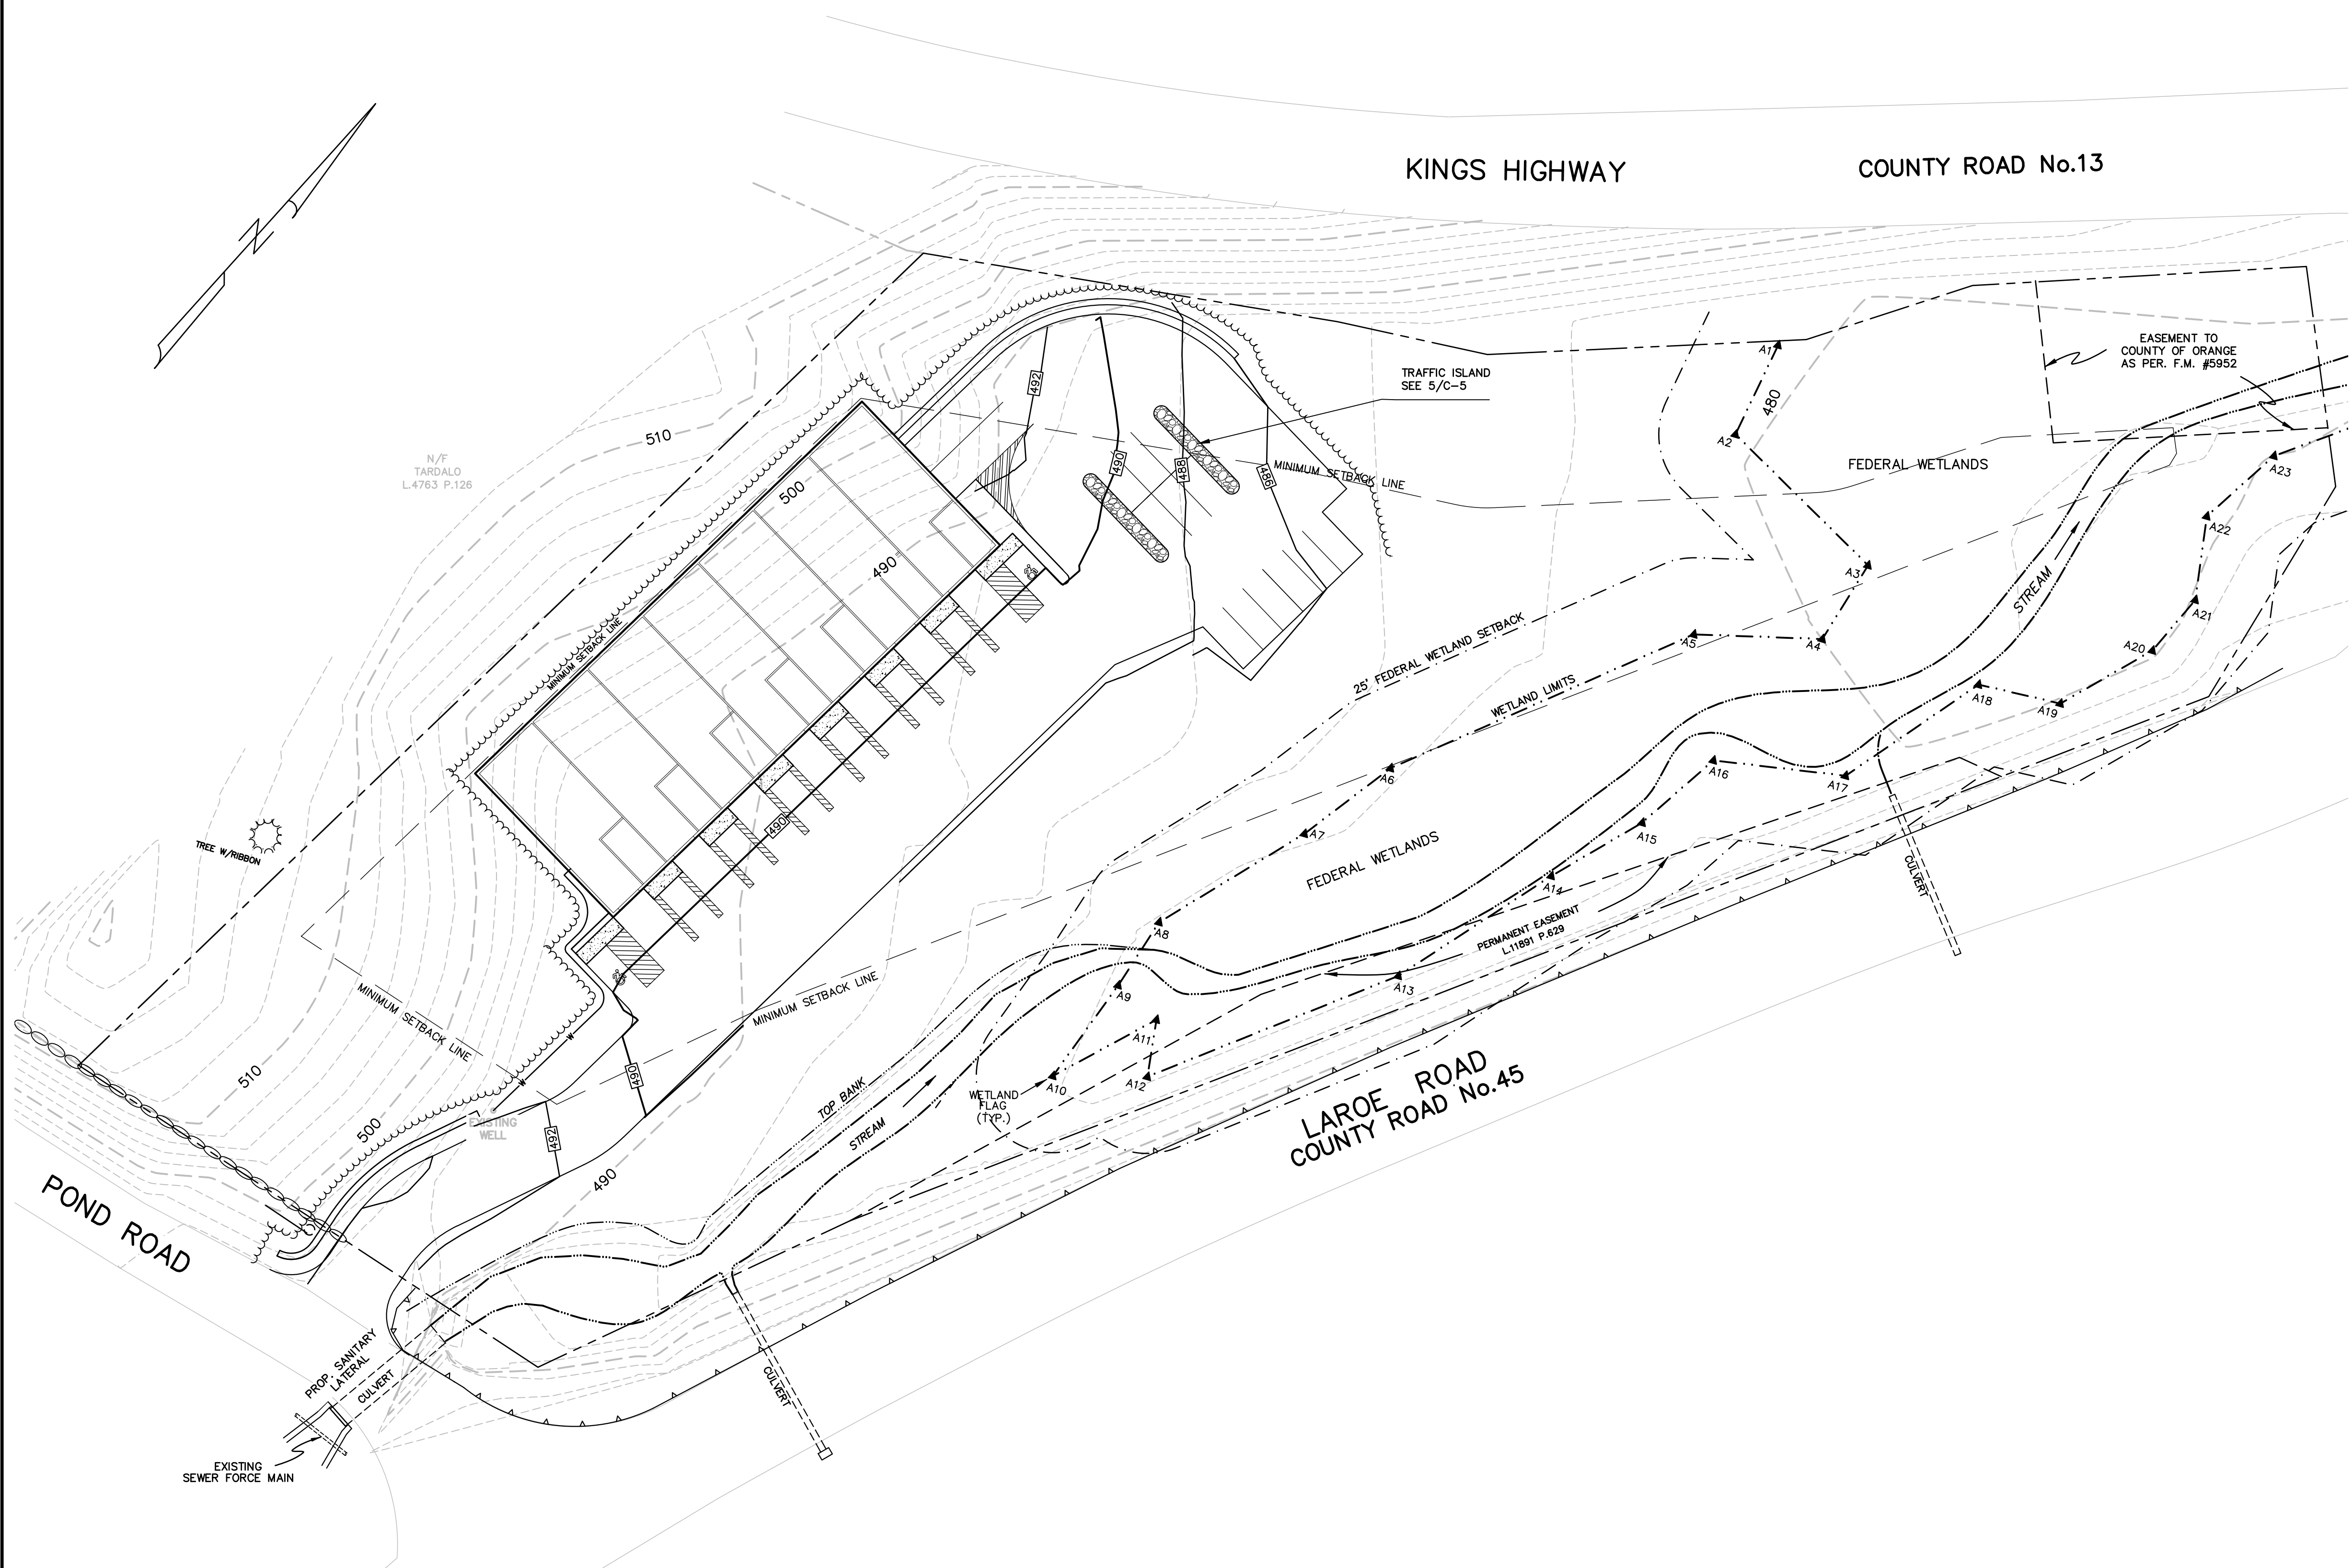 KINGS HIGHWAY
COUNTY ROAD No.13
N
EASEMENT TO
COUNTY OF ORANGE
AS PER. F.M. #5952
TRAFFIC ISLAND
SEE 5/C-5
A1
480
A2
492
510
N/F
TARDALO
L.4763 P.126
490
488
486
MINIMUM SETBACK LINE
FEDERAL WETLANDS
A23
500
A22
490
A3
STREAM
A21
MINIMUM SETBACK LINE
25' FEDERAL WETLAND SETBACK
A5
A4
A20
WETLAND LIMITS
A18
A19
A6
A16
A17
490
A7
A15
TREE W/RIBBON
FEDERAL WETLANDS
CULVERT
A14
A8
PERMANENT EASEMENT
L.11891 P.629
A9
A13
MINIMUM SETBACK LINE
MINIMUM SETBACK LINE
W
W
A11
A10
A12
490
510
WETLAND
FLAG
(TYP.)
TOP BANK
STREAM
LAROE ROAD
COUNTY ROAD No.45
500
EXISTING
WELL
492
490
POND ROAD
PROP. SANITARY
LATERAL
CULVERT
CULVERT
EXISTING
SEWER FORCE MAIN